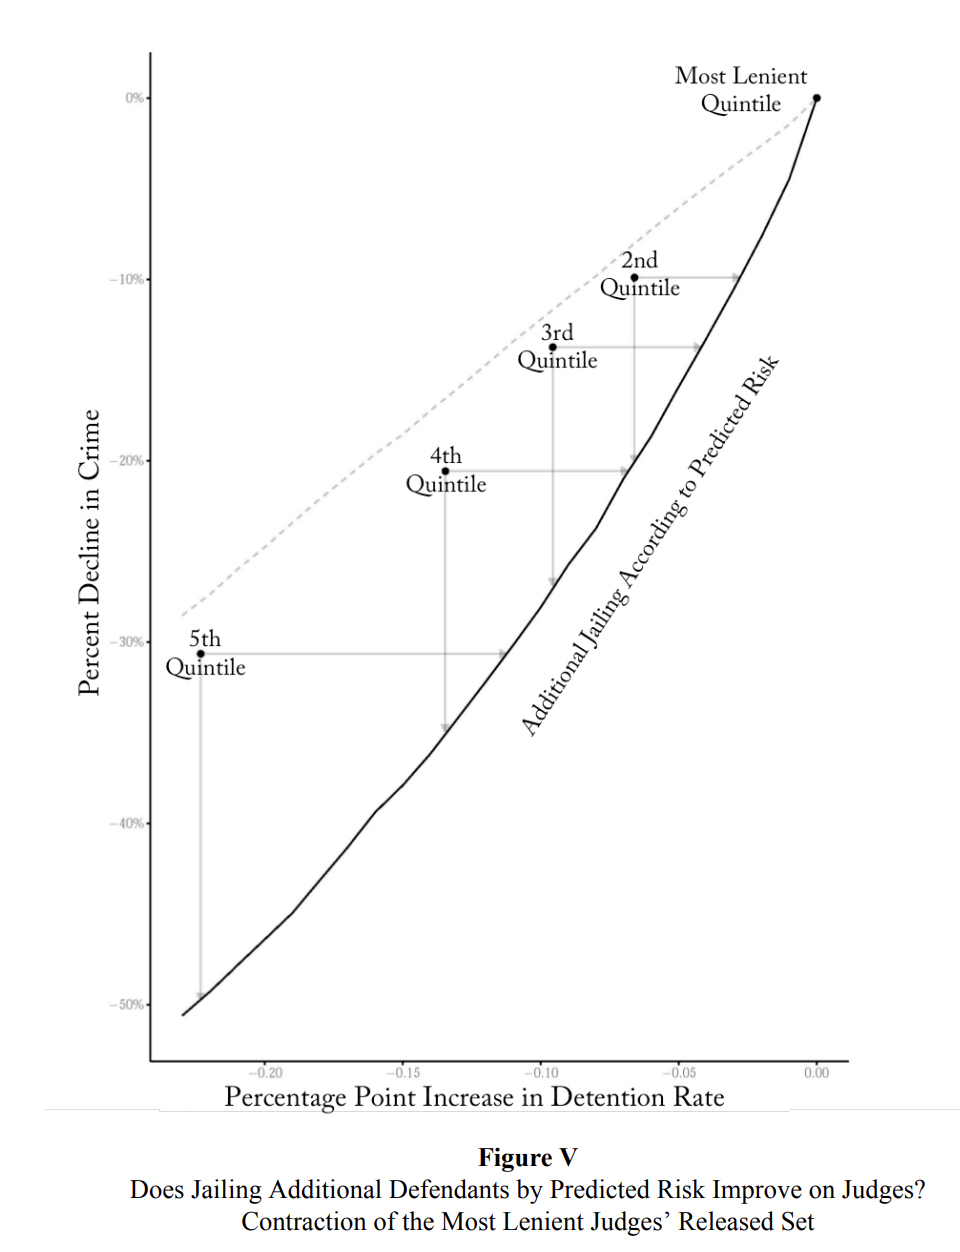 Most Lenient
Quintile
0%
−10%
−20%
−30%
−40%
−50%
2nd
Quintile
3rd
Quintile
4th
Quintile
5th
Quintile
Percent Decline in Crime
Additional Jailing According to Predicted Risk
−0.20
−0.15
−0.10
−0.05
0.00
Percentage Point Increase in Detention Rate
Figure V
Does Jailing Additional Defendants by Predicted Risk Improve on Judges?
Contraction of the Most Lenient Judges’ Released Set